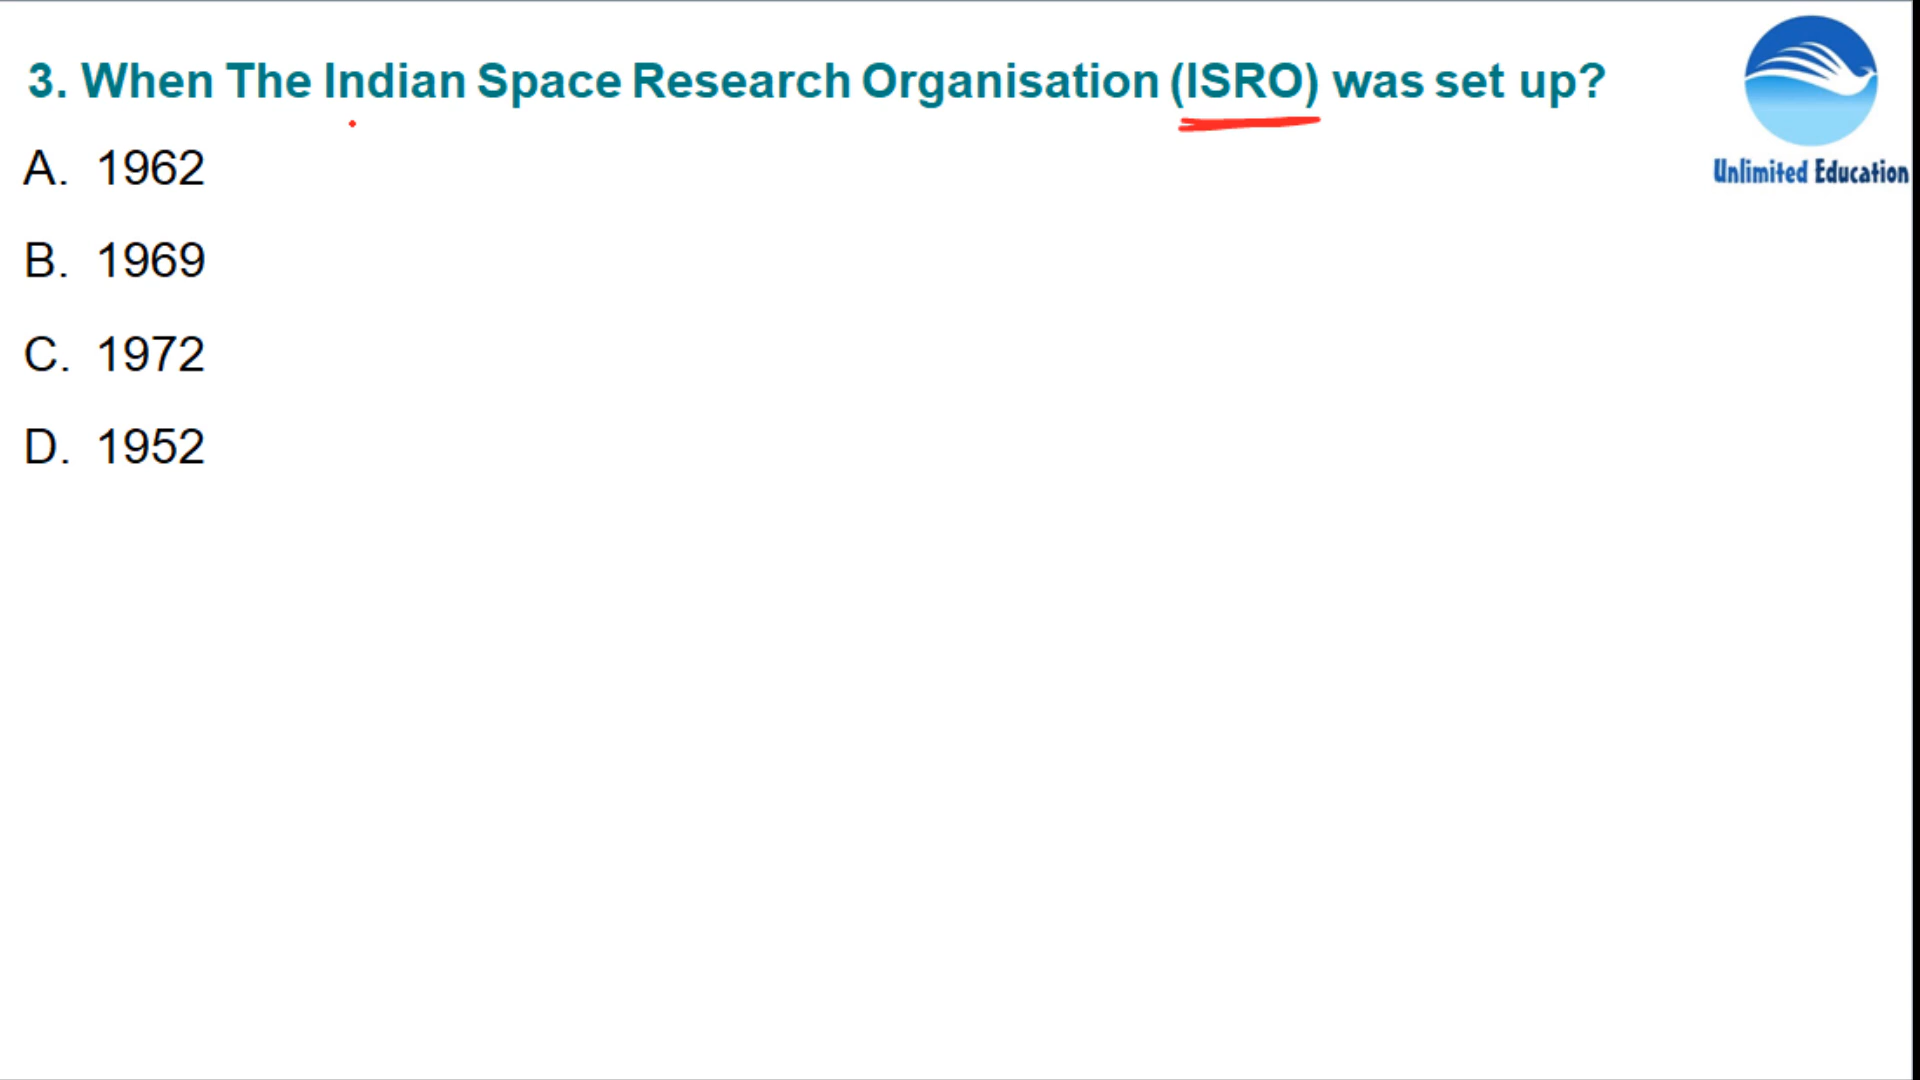 3. When The Indian Space Research Organisation (ISRO) was set up?
A. 1962
B. 1969
C. 1972
D. 1952
Unlimited Education